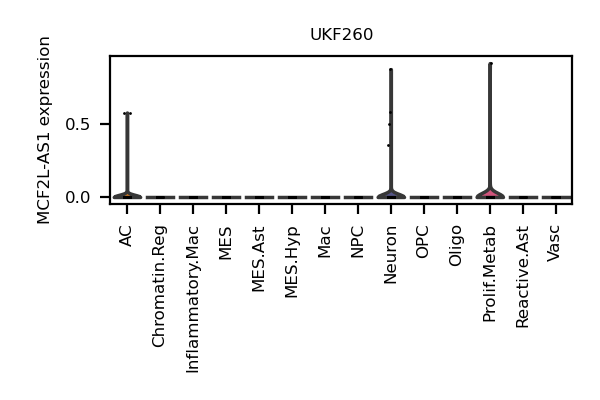 UKF260
MCF2L-AS1 expression
0.5
0.0
AC
Chromatin.Reg
Inflammatory.Mac
MES
MES.Ast
MES.Hyp
Mac
NPC
Neuron
OPC
Oligo
Prolif.Metab
Reactive.Ast
Vasc